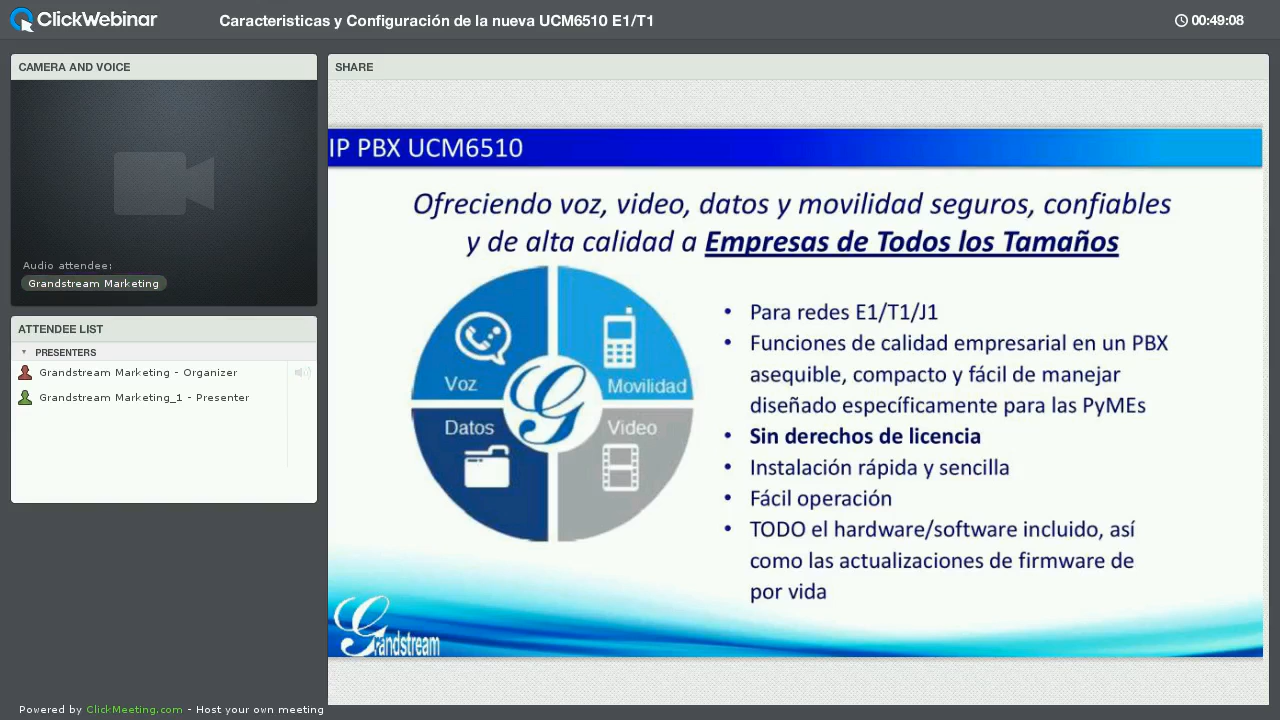 ClickWebinar
Caracteristicas y Configuración de la nueva UCM6510 E1/T1
00:49:08
CAMERA AND VOICE
Audio attendee:
Grandstream Marketing
ATTENDEE LIST
PRESENTERS
Grandstream Marketing - Organizer
Grandstream Marketing_1 - Presenter
SHARE
IP PBX UCM6510
Ofreciendo voz, video, datos y movilidad seguros, confiables
y de alta calidad a Empresas de Todos los Tamaños
Voz
Movilidad
Datos
Video
G
• Para redes E1/T1/J1
• Funciones de calidad empresarial en un PBX
asequible, compacto y fácil de manejar
diseñado específicamente para las PyMEs
• Sin derechos de licencia
• Instalación rápida y sencilla
• Fácil operación
• TODO el hardware/software incluido, así
como las actualizaciones de firmware de
por vida
Grandstream
Powered by ClickMeeting.com - Host your own meeting